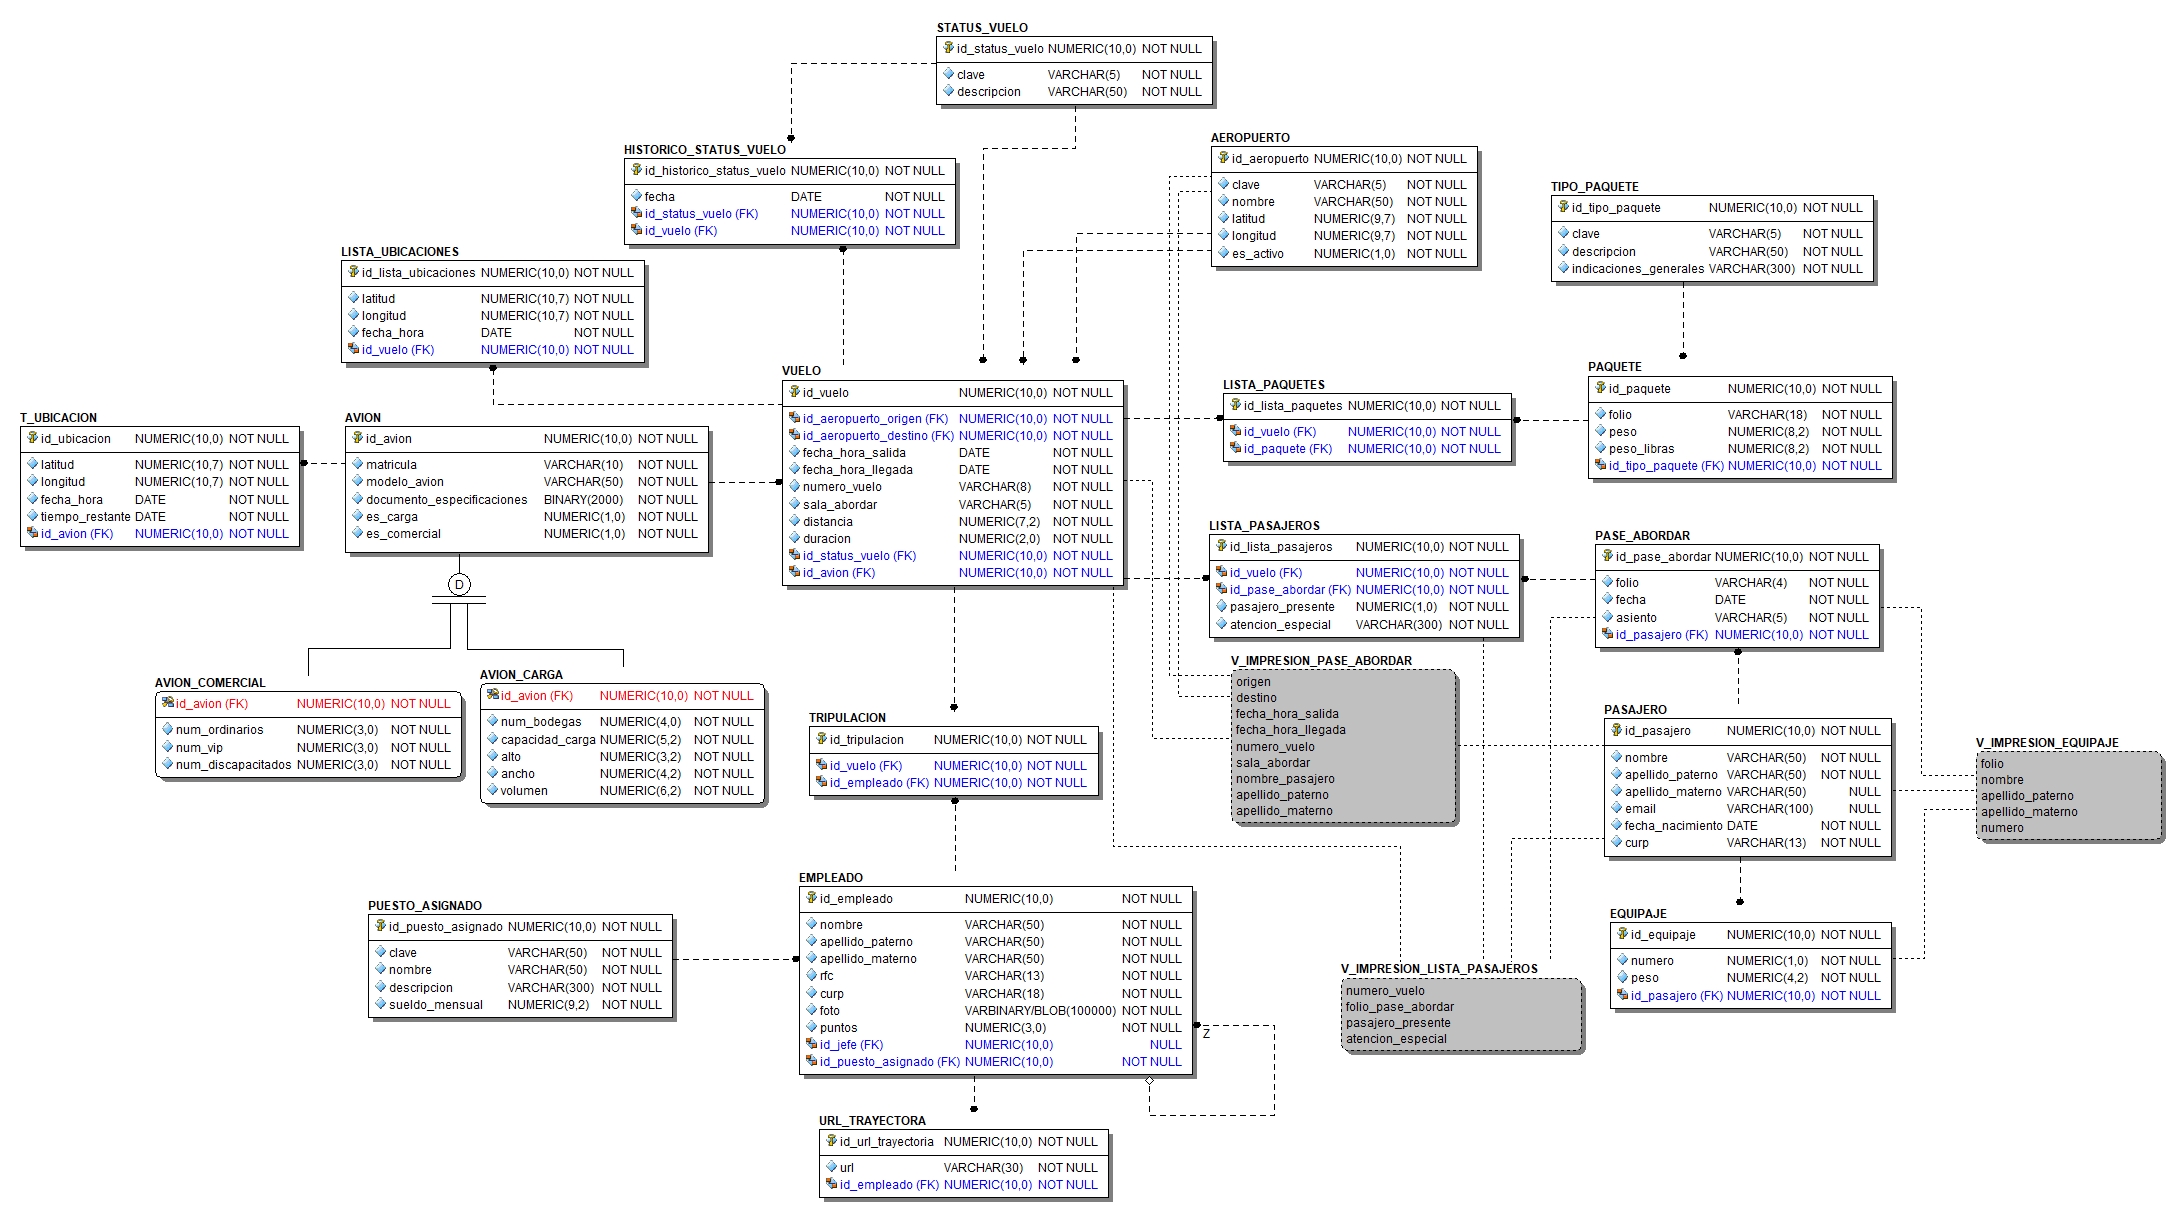 STATUS_VUELO
id_status_vuelo NUMERIC(10,0) NOT NULL
clave VARCHAR(5) NOT NULL
descripcion VARCHAR(50) NOT NULL
HISTORICO_STATUS_VUELO
id_historico_status_vuelo NUMERIC(10,0) NOT NULL
fecha DATE NOT NULL
id_status_vuelo (FK) NUMERIC(10,0) NOT NULL
id_vuelo (FK) NUMERIC(10,0) NOT NULL
AEROPUERTO
id_aeropuerto NUMERIC(10,0) NOT NULL
clave VARCHAR(5) NOT NULL
nombre VARCHAR(50) NOT NULL
latitud NUMERIC(9,7) NOT NULL
longitud NUMERIC(9,7) NOT NULL
es_activo NUMERIC(1,0) NOT NULL
TIPO_PAQUETE
id_tipo_paquete NUMERIC(10,0) NOT NULL
clave VARCHAR(5) NOT NULL
descripcion VARCHAR(50) NOT NULL
indicaciones_generales VARCHAR(300) NOT NULL
LISTA_UBICACIONES
id_lista_ubicaciones NUMERIC(10,0) NOT NULL
latitud NUMERIC(10,7) NOT NULL
longitud NUMERIC(10,7) NOT NULL
fecha_hora DATE NOT NULL
id_vuelo (FK) NUMERIC(10,0) NOT NULL
T_UBICACION
id_ubicacion NUMERIC(10,0) NOT NULL
latitud NUMERIC(10,7) NOT NULL
longitud NUMERIC(10,7) NOT NULL
fecha_hora DATE NOT NULL
tiempo_restante DATE NOT NULL
id_avion (FK) NUMERIC(10,0) NOT NULL
AVION
id_avion NUMERIC(10,0) NOT NULL
matricula VARCHAR(10) NOT NULL
modelo_avion VARCHAR(50) NOT NULL
documento_especificaciones BINARY(2000) NOT NULL
es_carga NUMERIC(1,0) NOT NULL
es_comercial NUMERIC(1,0) NOT NULL
D
VUELO
id_vuelo NUMERIC(10,0) NOT NULL
id_aeropuerto_origen (FK) NUMERIC(10,0) NOT NULL
id_aeropuerto_destino (FK) NUMERIC(10,0) NOT NULL
fecha_hora_salida DATE NOT NULL
fecha_hora_llegada DATE NOT NULL
numero_vuelo VARCHAR(8) NOT NULL
sala_abordar VARCHAR(5) NOT NULL
distancia NUMERIC(7,2) NOT NULL
duracion NUMERIC(2,0) NOT NULL
id_status_vuelo (FK) NUMERIC(10,0) NOT NULL
id_avion (FK) NUMERIC(10,0) NOT NULL
LISTA_PAQUETES
id_lista_paquetes NUMERIC(10,0) NOT NULL
id_vuelo (FK) NUMERIC(10,0) NOT NULL
id_paquete (FK) NUMERIC(10,0) NOT NULL
PAQUETE
id_paquete NUMERIC(10,0) NOT NULL
folio VARCHAR(18) NOT NULL
peso NUMERIC(8,2) NOT NULL
peso_libras NUMERIC(8,2) NOT NULL
id_tipo_paquete (FK) NUMERIC(10,0) NOT NULL
LISTA_PASAJEROS
id_lista_pasajeros NUMERIC(10,0) NOT NULL
id_vuelo (FK) NUMERIC(10,0) NOT NULL
id_pase_abordar (FK) NUMERIC(10,0) NOT NULL
pasajero_presente NUMERIC(1,0) NOT NULL
atencion_especial VARCHAR(300) NOT NULL
PASE_ABORDAR
id_pase_abordar NUMERIC(10,0) NOT NULL
folio VARCHAR(4) NOT NULL
fecha DATE NOT NULL
asiento VARCHAR(5) NOT NULL
id_pasajero (FK) NUMERIC(10,0) NOT NULL
AVION_COMERCIAL
id_avion (FK) NUMERIC(10,0) NOT NULL
num_ordinarios NUMERIC(3,0) NOT NULL
num_vip NUMERIC(3,0) NOT NULL
num_discapacitados NUMERIC(3,0) NOT NULL
AVION_CARGA
id_avion (FK) NUMERIC(10,0) NOT NULL
num_bodegas NUMERIC(4,0) NOT NULL
capacidad_carga NUMERIC(5,2) NOT NULL
alto NUMERIC(3,2) NOT NULL
ancho NUMERIC(4,2) NOT NULL
volumen NUMERIC(6,2) NOT NULL
V_IMPRESION_PASE_ABORDAR
origen
destino
fecha_hora_salida
fecha_hora_llegada
numero_vuelo
sala_abordar
nombre_pasajero
apellido_paterno
apellido_materno
TRIPULACION
id_tripulacion NUMERIC(10,0) NOT NULL
id_vuelo (FK) NUMERIC(10,0) NOT NULL
id_empleado (FK) NUMERIC(10,0) NOT NULL
PASAJERO
id_pasajero NUMERIC(10,0) NOT NULL
nombre VARCHAR(50) NOT NULL
apellido_paterno VARCHAR(50) NOT NULL
apellido_materno VARCHAR(50) NULL
email VARCHAR(100) NULL
fecha_nacimiento DATE NOT NULL
curp VARCHAR(13) NOT NULL
V_IMPRESION_EQUIPAJE
folio
nombre
apellido_paterno
apellido_materno
numero
PUESTO_ASIGNADO
id_puesto_asignado NUMERIC(10,0) NOT NULL
clave VARCHAR(50) NOT NULL
nombre VARCHAR(50) NOT NULL
descripcion VARCHAR(300) NOT NULL
sueldo_mensual NUMERIC(9,2) NOT NULL
EMPLEADO
id_empleado NUMERIC(10,0) NOT NULL
nombre VARCHAR(50) NOT NULL
apellido_paterno VARCHAR(50) NOT NULL
apellido_materno VARCHAR(50) NOT NULL
rfc VARCHAR(13) NOT NULL
curp VARCHAR(18) NOT NULL
foto VARBINARY/BLOB(100000) NOT NULL
puntos NUMERIC(3,0) NOT NULL
id_jefe (FK) NUMERIC(10,0) NULL
id_puesto_asignado (FK) NUMERIC(10,0) NOT NULL
Z
EQUIPAJE
id_equipaje NUMERIC(10,0) NOT NULL
numero NUMERIC(1,0) NOT NULL
peso NUMERIC(4,2) NOT NULL
id_pasajero (FK) NUMERIC(10,0) NOT NULL
V_IMPRESION_LISTA_PASAJEROS
numero_vuelo
folio_pase_abordar
pasajero_presente
atencion_especial
URL_TRAYECTORA
id_url_trayectoria NUMERIC(10,0) NOT NULL
url VARCHAR(30) NOT NULL
id_empleado (FK) NUMERIC(10,0) NOT NULL